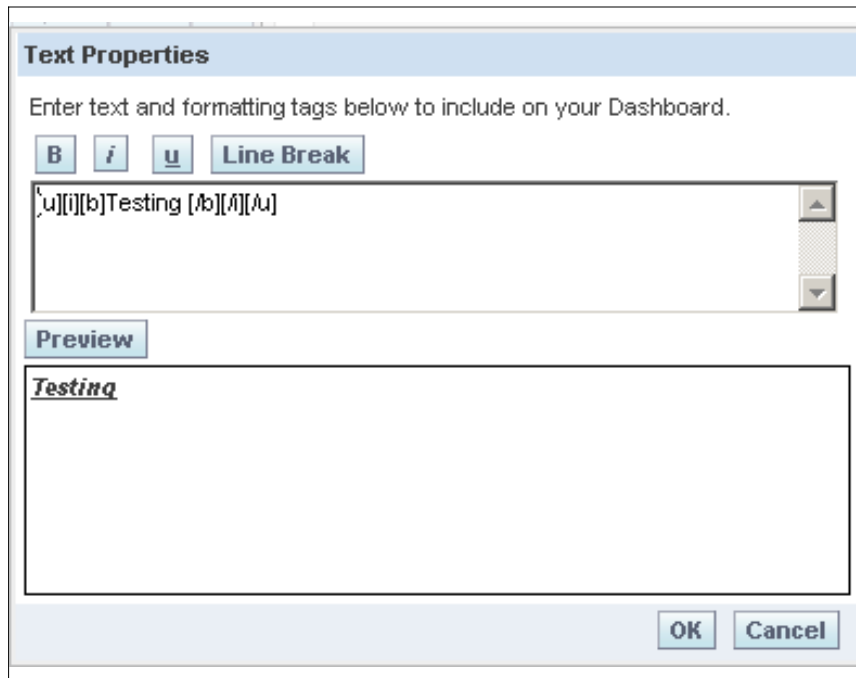 Text Properties
Enter text and formatting tags below to include on your Dashboard.
B i u Line Break
[u][i][b]Testing [/b][/i][/u]
Preview
Testing
OK Cancel